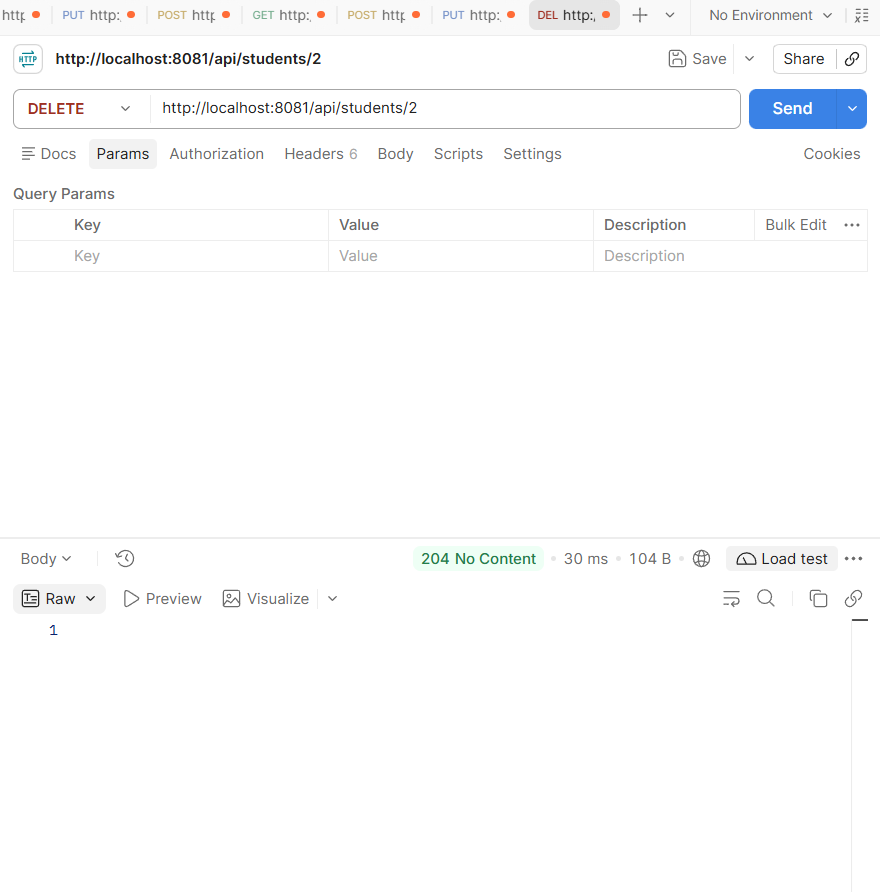 http PUT http: POST http GET http: POST http PUT http: DEL http: No Environment
HTTP http://localhost:8081/api/students/2 Save Share
DELETE http://localhost:8081/api/students/2 Send
Docs Params Authorization Headers 6 Body Scripts Settings Cookies
Query Params
Key Value Description Bulk Edit
Key Value Description
Body 204 No Content 30 ms 104 B Load test
Raw Preview Visualize
1